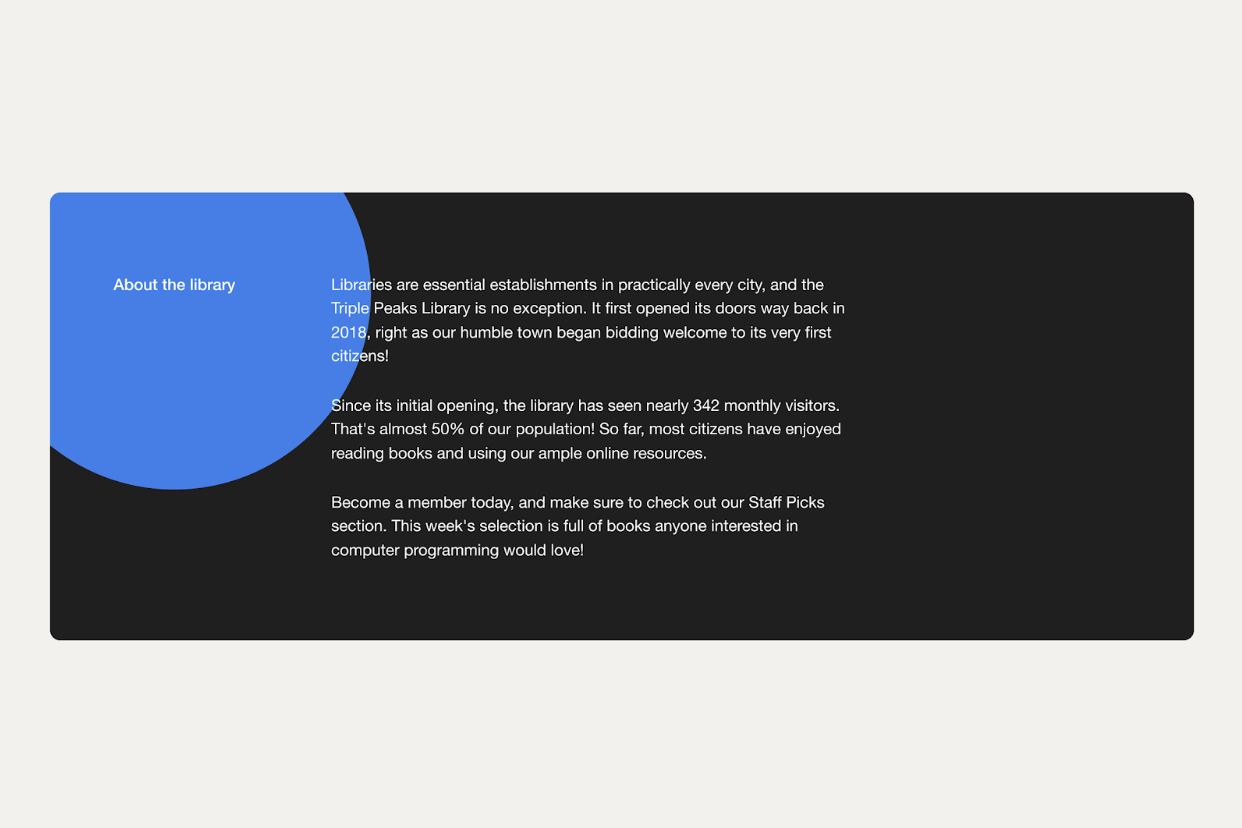 About the library
Libraries are essential establishments in practically every city, and the
Triple Peaks Library is no exception. It first opened its doors way back in
2018, right as our humble town began bidding welcome to its very first
citizens!
Since its initial opening, the library has seen nearly 342 monthly visitors.
That's almost 50% of our population! So far, most citizens have enjoyed
reading books and using our ample online resources.
Become a member today, and make sure to check out our Staff Picks
section. This week's selection is full of books anyone interested in
computer programming would love!